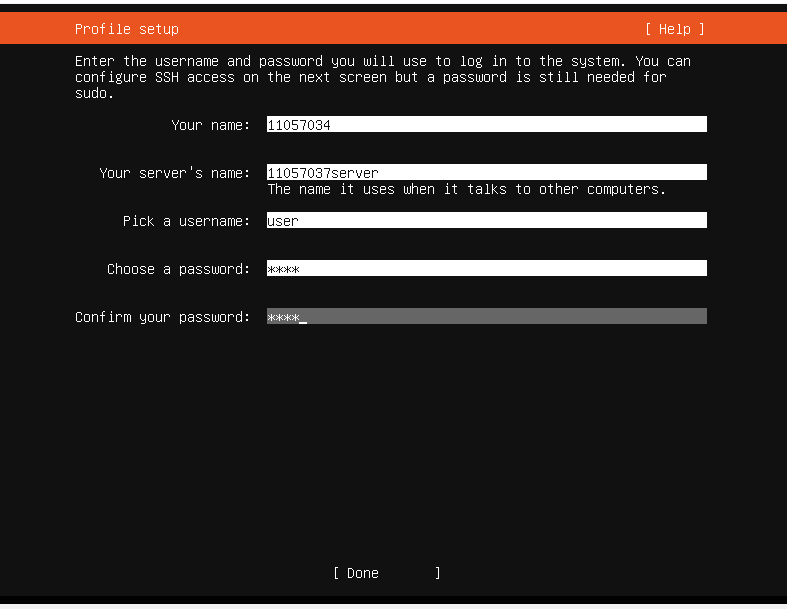 Profile setup [ Help ]
Enter the username and password you will use to log in to the system. You can
configure SSH access on the next screen but a password is still needed for
sudo.
Your name: 11057034
Your server's name: 11057037server
The name it uses when it talks to other computers.
Pick a username: user
Choose a password: ****
Confirm your password: ****_
[ Done ]